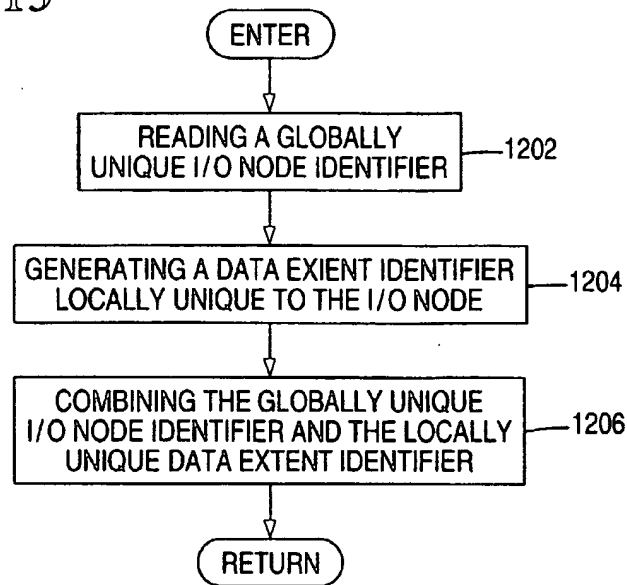 ENTER
READING A GLOBALLY
UNIQUE I/O NODE IDENTIFIER
1202
GENERATING A DATA EXIENT IDENTIFIER
LOCALLY UNIQUE TO THE I/O NODE
1204
COMBINING THE GLOBALLY UNIQUE
I/O NODE IDENTIFIER AND THE LOCALLY
UNIQUE DATA EXTENT IDENTIFIER
1206
RETURN